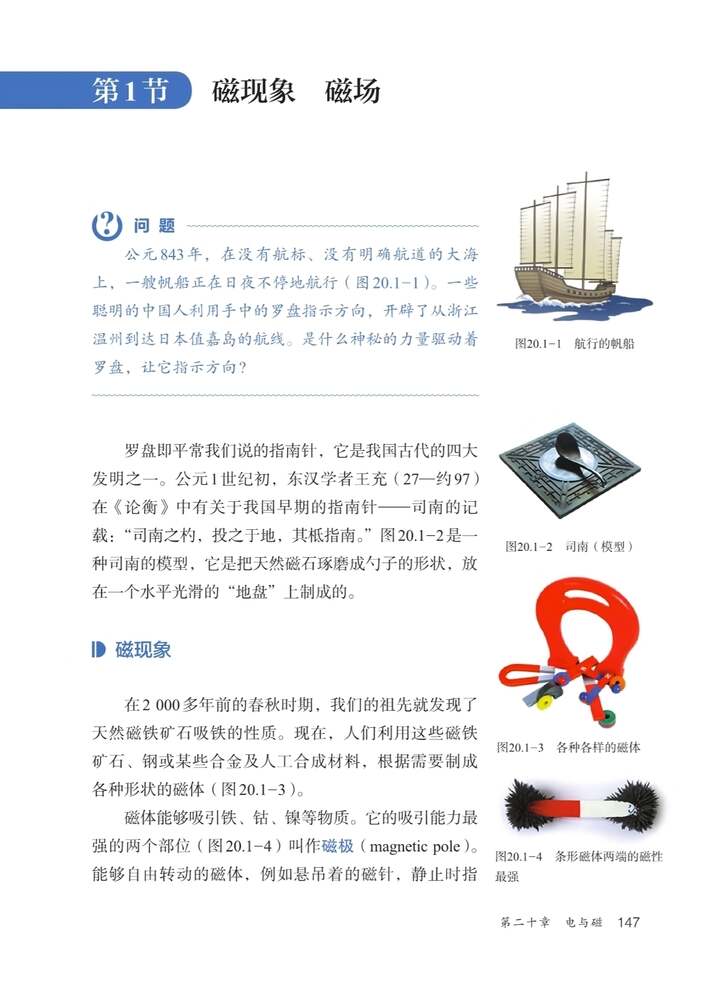 第1节 磁现象 磁场
问题
公元843年，在没有航标、没有明确航道的大海
上，一艘帆船正在日夜不停地航行（图20.1-1）。一些
聪明的中国人利用手中的罗盘指示方向，开辟了从浙江
温州到达日本值嘉岛的航线。是什么神秘的力量驱动着
罗盘，让它指示方向？
图20.1-1 航行的帆船
罗盘即平常我们说的指南针，它是我国古代的四大
发明之一。公元1世纪初，东汉学者王充（27—约97）
在《论衡》中有关于我国早期的指南针——司南的记
载：“司南之杓，投之于地，其柢指南。”图20.1-2是一
种司南的模型，它是把天然磁石琢磨成勺子的形状，放
在一个水平光滑的“地盘”上制成的。
图20.1-2 司南（模型）
磁现象
在2 000多年前的春秋时期，我们的祖先就发现了
天然磁铁矿石吸铁的性质。现在，人们利用这些磁铁
矿石、钢或某些合金及人工合成材料，根据需要制成
各种形状的磁体（图20.1-3）。
图20.1-3 各种各样的磁体
磁体能够吸引铁、钴、镍等物质。它的吸引能力最
强的两个部位（图20.1-4）叫作磁极（magnetic pole）。
能够自由转动的磁体，例如悬吊着的磁针，静止时指
图20.1-4 条形磁体两端的磁性
最强
第二十章 电与磁 147